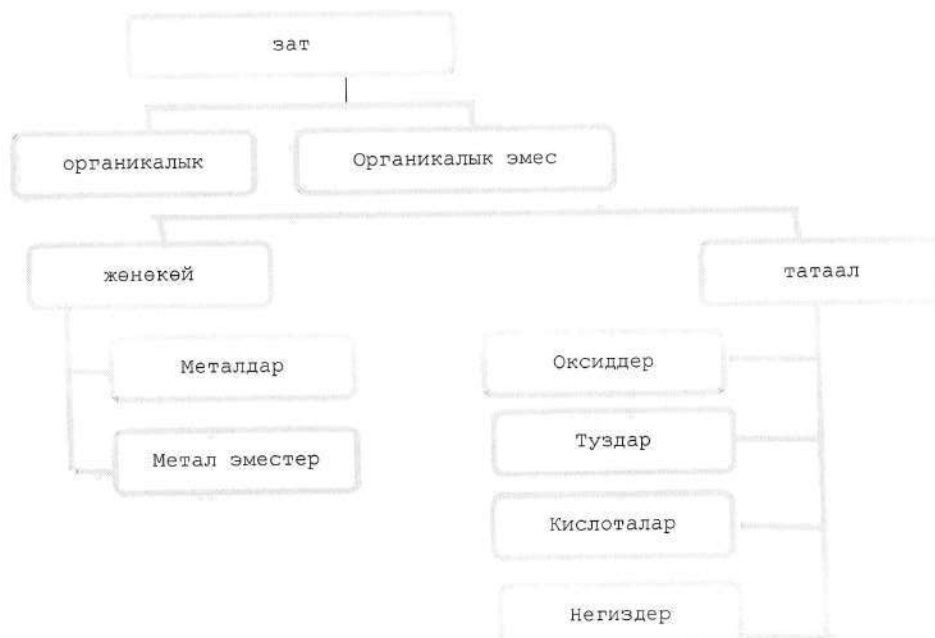 зат
органикалык
Органикалык эмес
жөнөкөй
татаал
Металдар
Оксиддер
Метал эместер
Туздар
Кислоталар
Негиздер